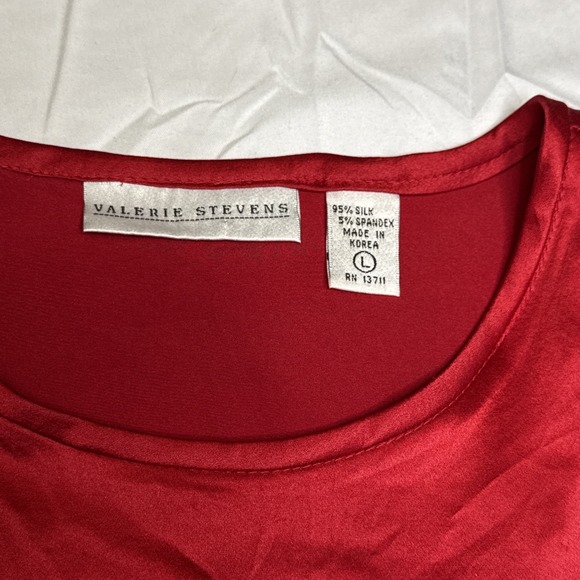 VALERIE STEVENS
95% SILK
5% SPANDEX
MADE IN
KOREA
L
RN 13711